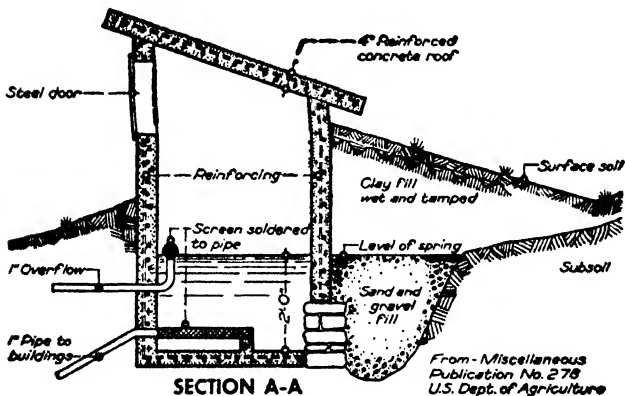 4" Reinforced
concrete roof
Steel door
Reinforcing
Surface soil
Clay fill
wet and tamped
Screen soldered
to pipe
Level of spring
1" Overflow
Subsoil
Sand and
gravel
fill
1" Pipe to
buildings
SECTION A-A
From - Miscellaneous
Publication No. 278
U.S. Dept. of Agriculture